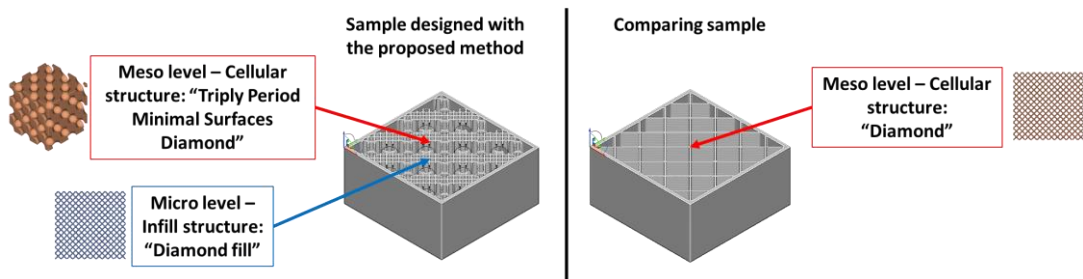 Sample designed with
the proposed method
Meso level – Cellular
structure: “Triply Period
Minimal Surfaces
Diamond”
Micro level –
Infill structure:
“Diamond fill”
Comparing sample
Meso level – Cellular
structure:
“Diamond”